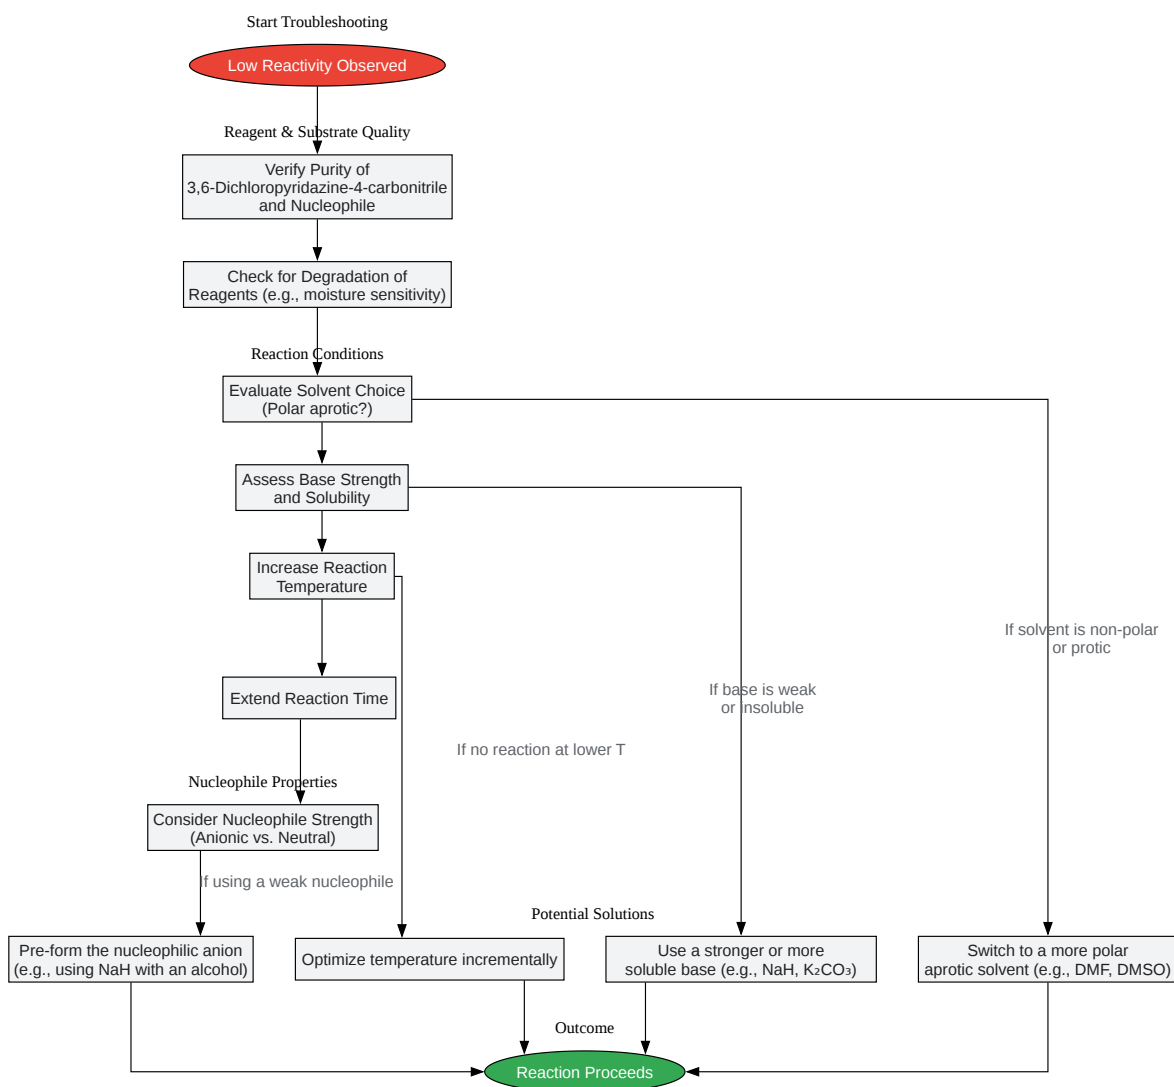 Start Troubleshooting
Low Reactivity Observed
Reagent & Substrate Quality
Verify Purity of
3,6-Dichloropyridazine-4-carbonitrile
and Nucleophile
Check for Degradation of
Reagents (e.g., moisture sensitivity)
Reaction Conditions
Evaluate Solvent Choice
(Polar aprotic?)
Assess Base Strength
and Solubility
Increase Reaction
Temperature
If solvent is non-polar
or protic
Extend Reaction Time
If base is weak
or insoluble
If no reaction at lower T
Nucleophile Properties
Consider Nucleophile Strength
(Anionic vs. Neutral)
If using a weak nucleophile
Potential Solutions
Pre-form the nucleophilic anion
(e.g., using NaH with an alcohol)
Optimize temperature incrementally
Use a stronger or more
soluble base (e.g., NaH, K₂CO₃)
Switch to a more polar
aprotic solvent (e.g., DMF, DMSO)
Outcome
Reaction Proceeds